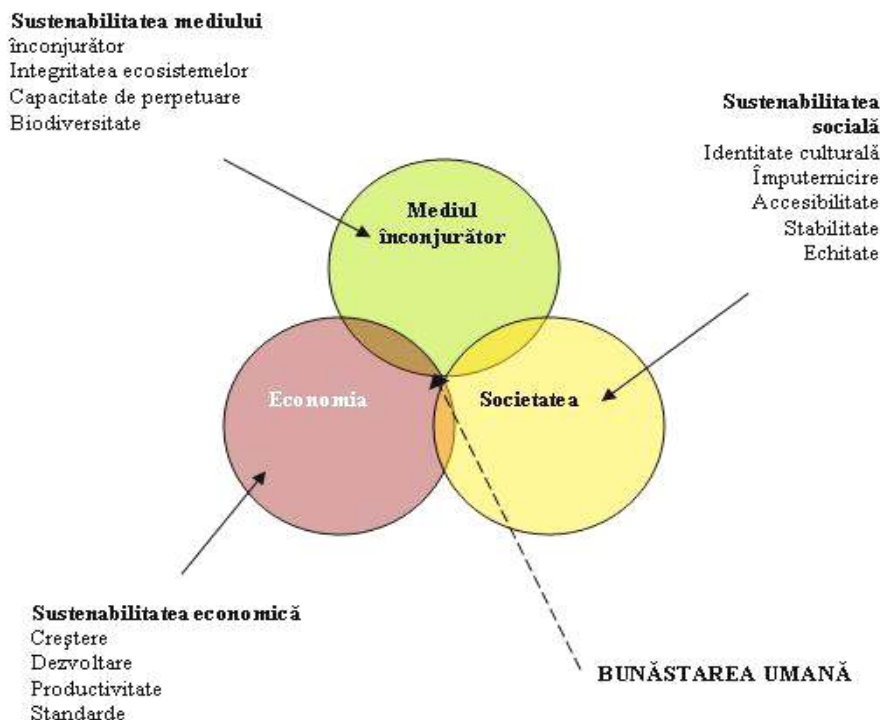 Sustenabilitatea mediului
înconjurător
Integritatea ecosistemelor
Capacitate de perpetuare
Biodiversitate
Sustenabilitatea
socială
Identitate culturală
Împuternicire
Accesibilitate
Stabilitate
Echitate
Mediul
înconjurător
Economia
Societatea
Sustenabilitatea economică
Creştere
Dezvoltare
Productivitate
Standarde
BUNĂSTAREA UMANĂ